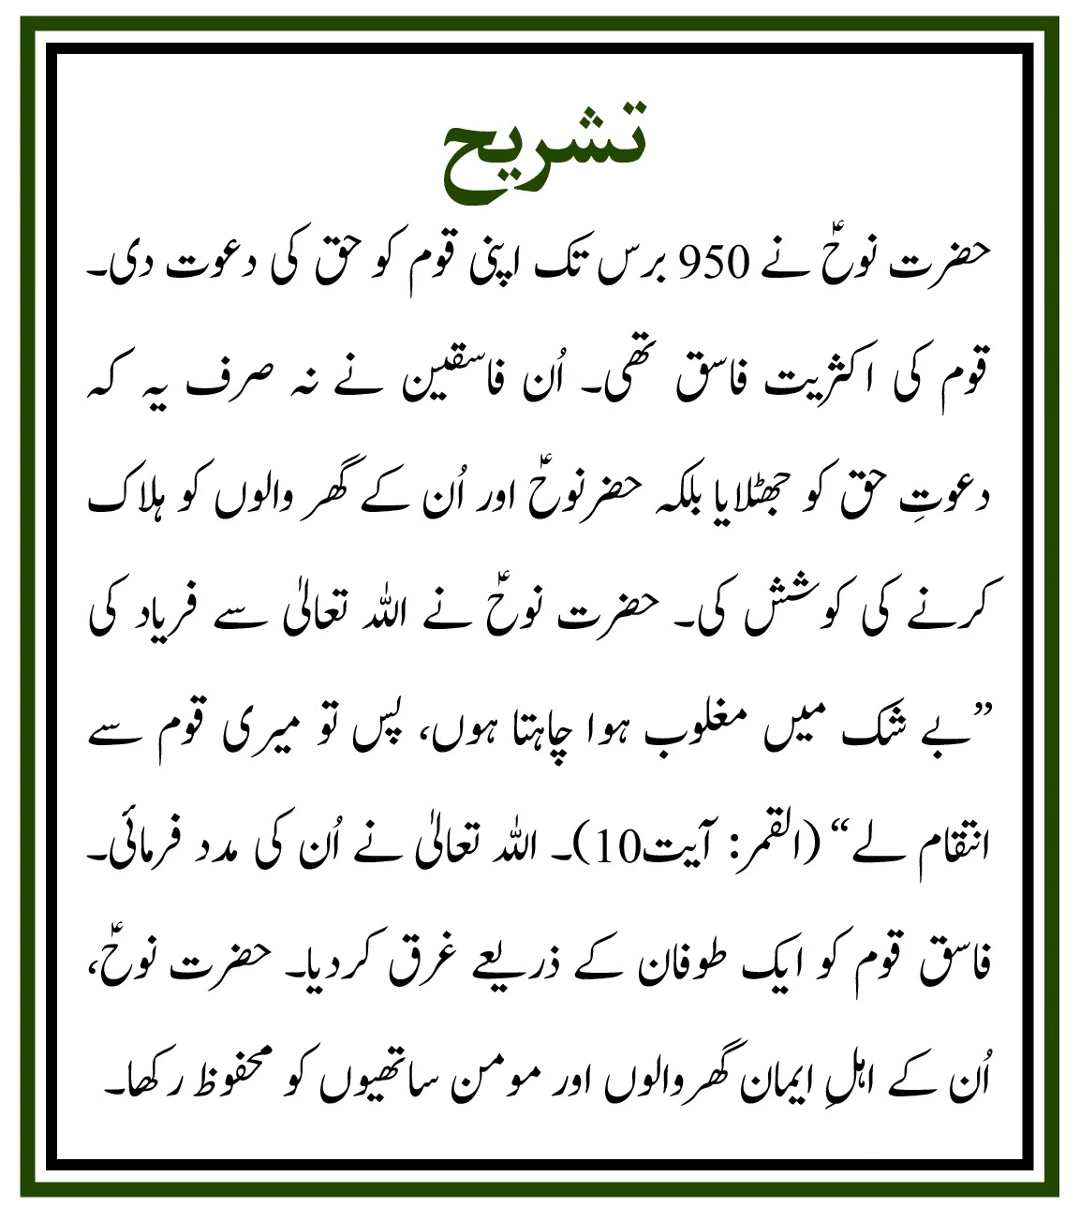 تشریح
حضرت نوحؑ نے 950 برس تک اپنی قوم کو حق کی دعوت دی۔
قوم کی اکثریت فاسق تھی۔ اُن فاسقین نے نہ صرف یہ کہ
دعوتِ حق کو جھٹلایا بلکہ حضرنوحؑ اور اُن کے گھر والوں کو ہلاک
کرنے کی کوشش کی۔ حضرت نوحؑ نے اللہ تعالیٰ سے فریاد کی
”بے شک میں مغلوب ہوا چاہتا ہوں، پس تو میری قوم سے
انتقام لے“ (القمر: آیت10)۔ اللہ تعالیٰ نے اُن کی مدد فرمائی۔
فاسق قوم کو ایک طوفان کے ذریعے غرق کردیا۔ حضرت نوحؑ،
اُن کے اہلِ ایمان گھروالوں اور مومن ساتھیوں کو محفوظ رکھا۔